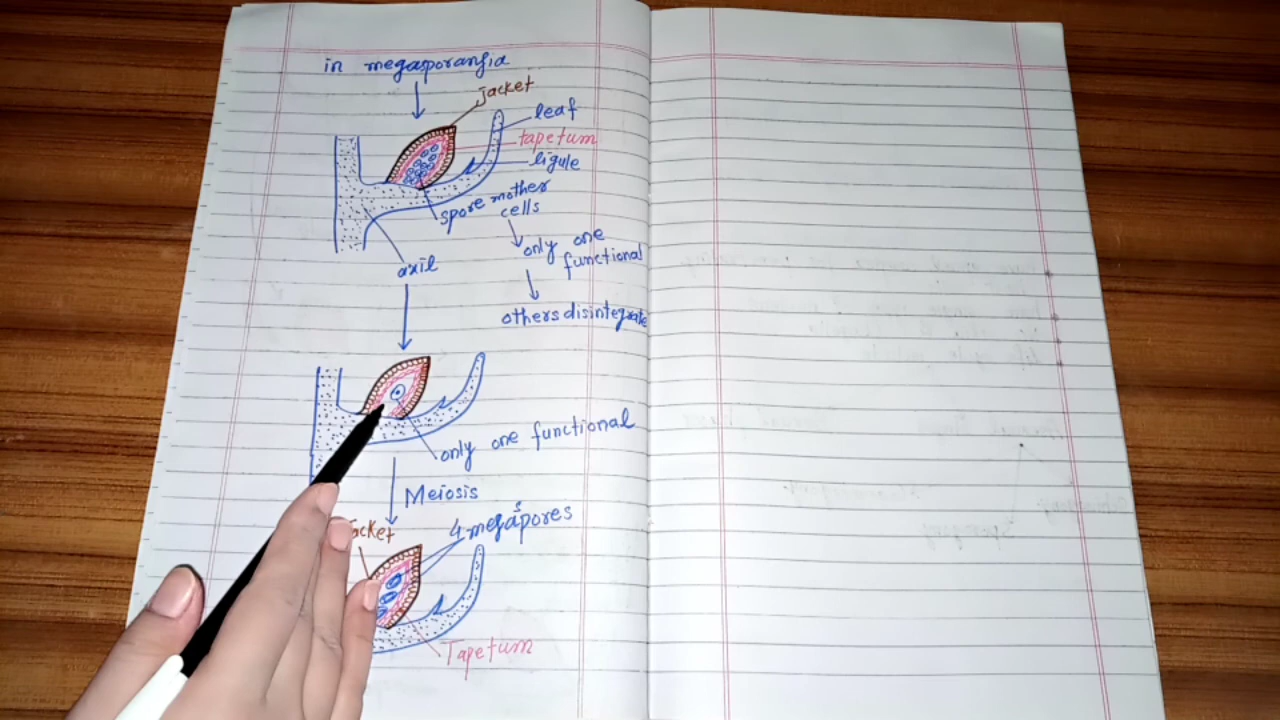 in megasporangia
jacket
leaf
tapetum
ligule
spore mother
cells
only one
functional
axil
others disintegrate
only one functional
Meiosis
4 megaspores
Tapetum